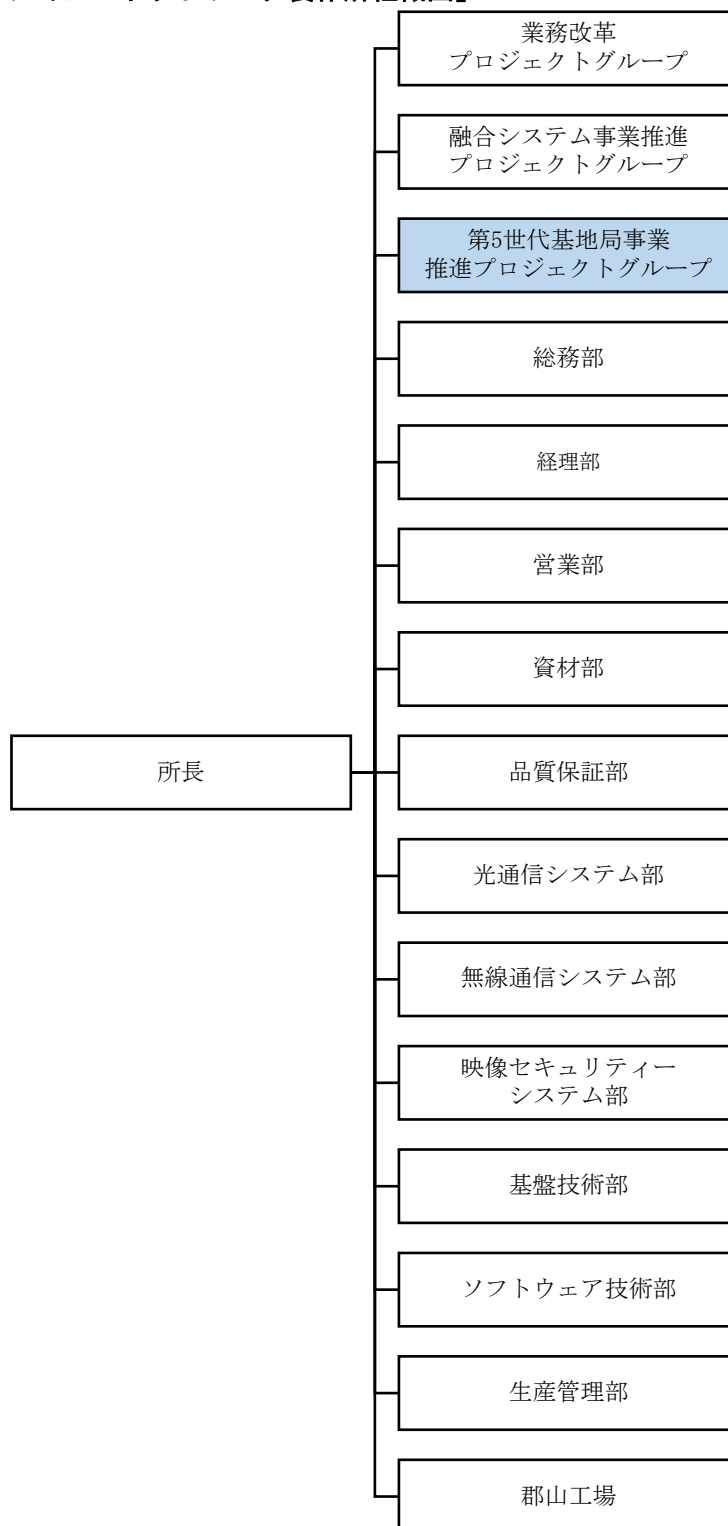 業務改革
プロジェクトグループ
融合システム事業推進
プロジェクトグループ
第5世代基地局事業
推進プロジェクトグループ
総務部
経理部
営業部
資材部
所長
品質保証部
光通信システム部
無線通信システム部
映像セキュリティー
システム部
基盤技術部
ソフトウェア技術部
生産管理部
郡山工場